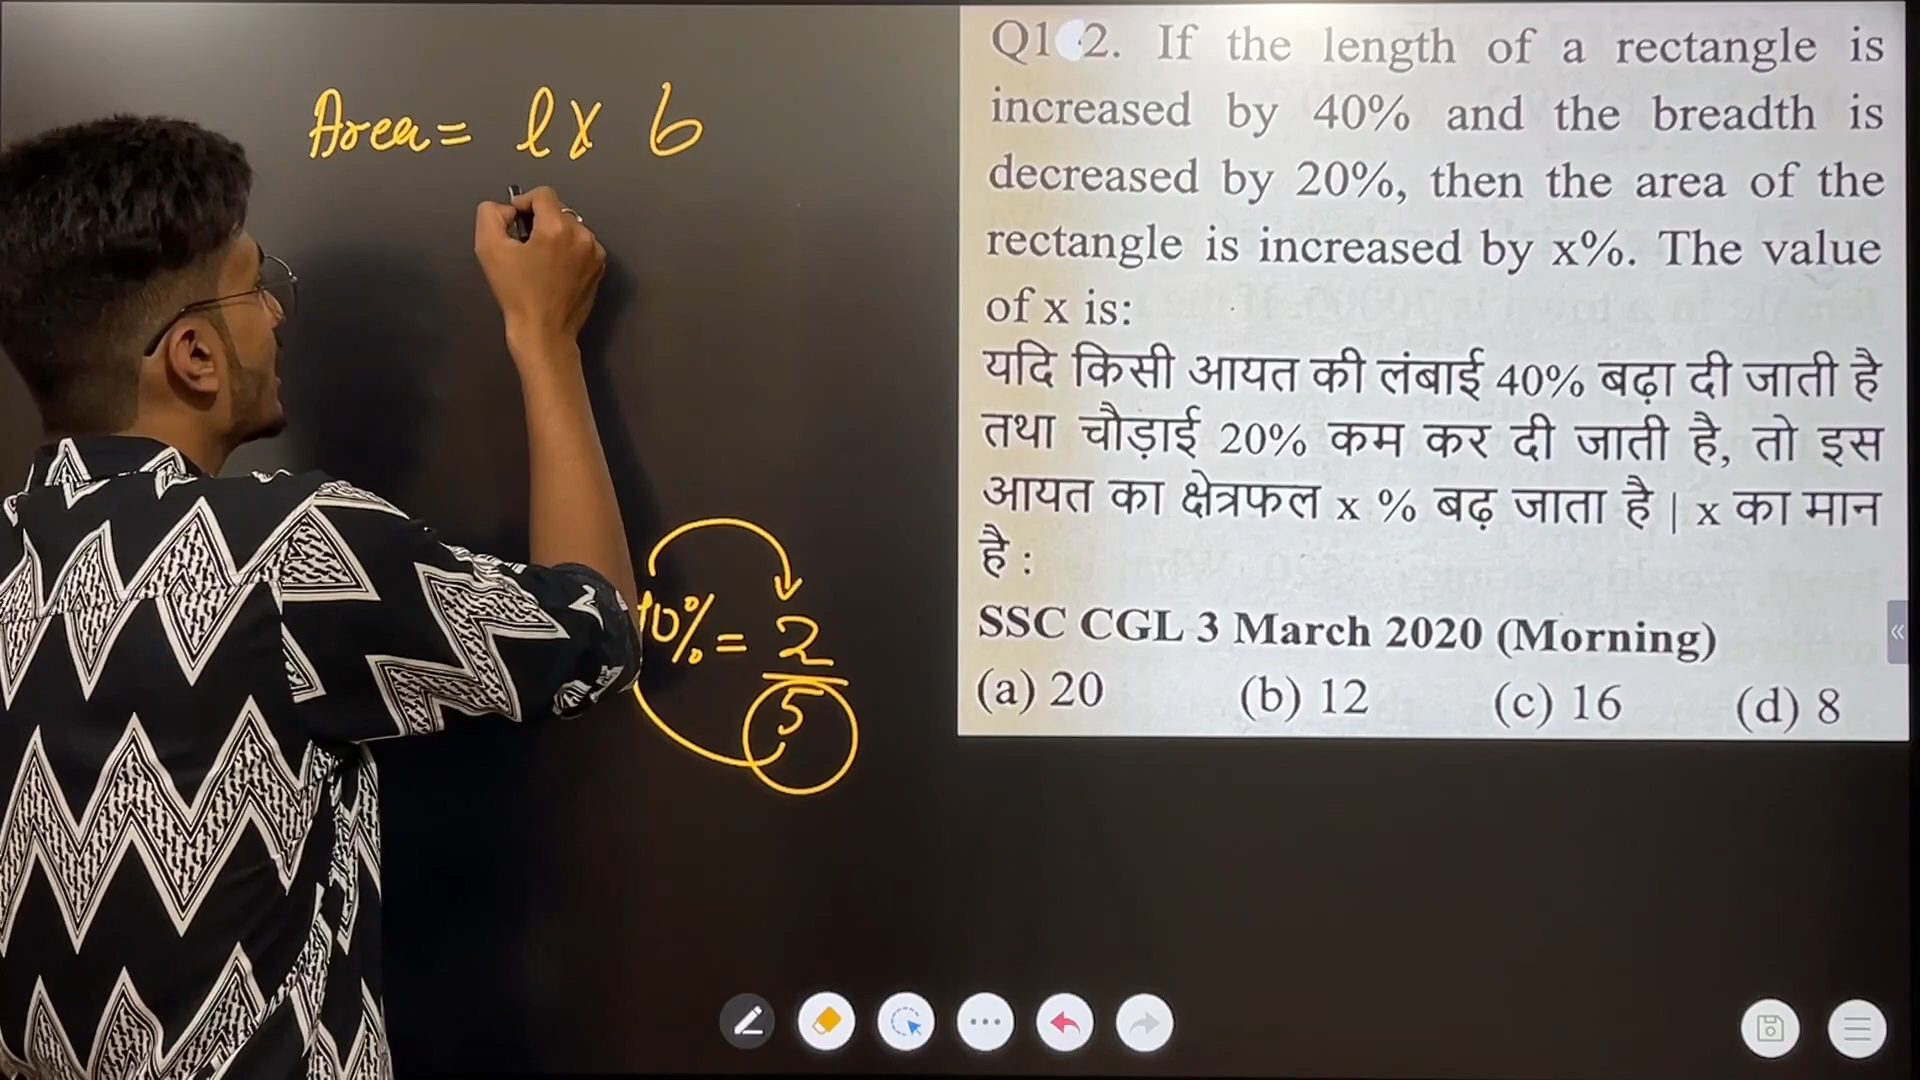 Area = l x b
10% = 2
5
Q1 2. If the length of a rectangle is
increased by 40% and the breadth is
decreased by 20%, then the area of the
rectangle is increased by x%. The value
of x is:
यदि किसी आयत की लंबाई 40% बढ़ा दी जाती है
तथा चौड़ाई 20% कम कर दी जाती है, तो इस
आयत का क्षेत्रफल x % बढ़ जाता है | x का मान
है :
SSC CGL 3 March 2020 (Morning)
(a) 20 (b) 12 (c) 16 (d) 8